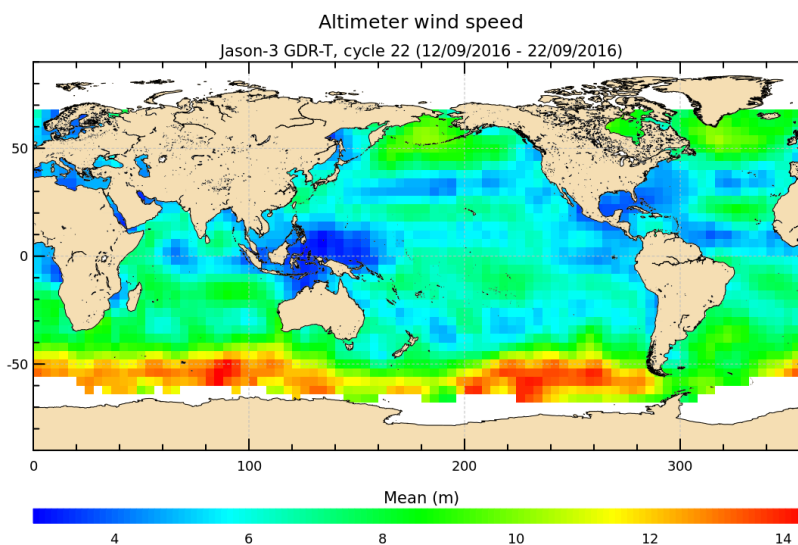 Altimeter wind speed
Jason-3 GDR-T, cycle 22 (12/09/2016 - 22/09/2016)
50
0
-50
0 100 200 300
Mean (m)
4 6 8 10 12 14